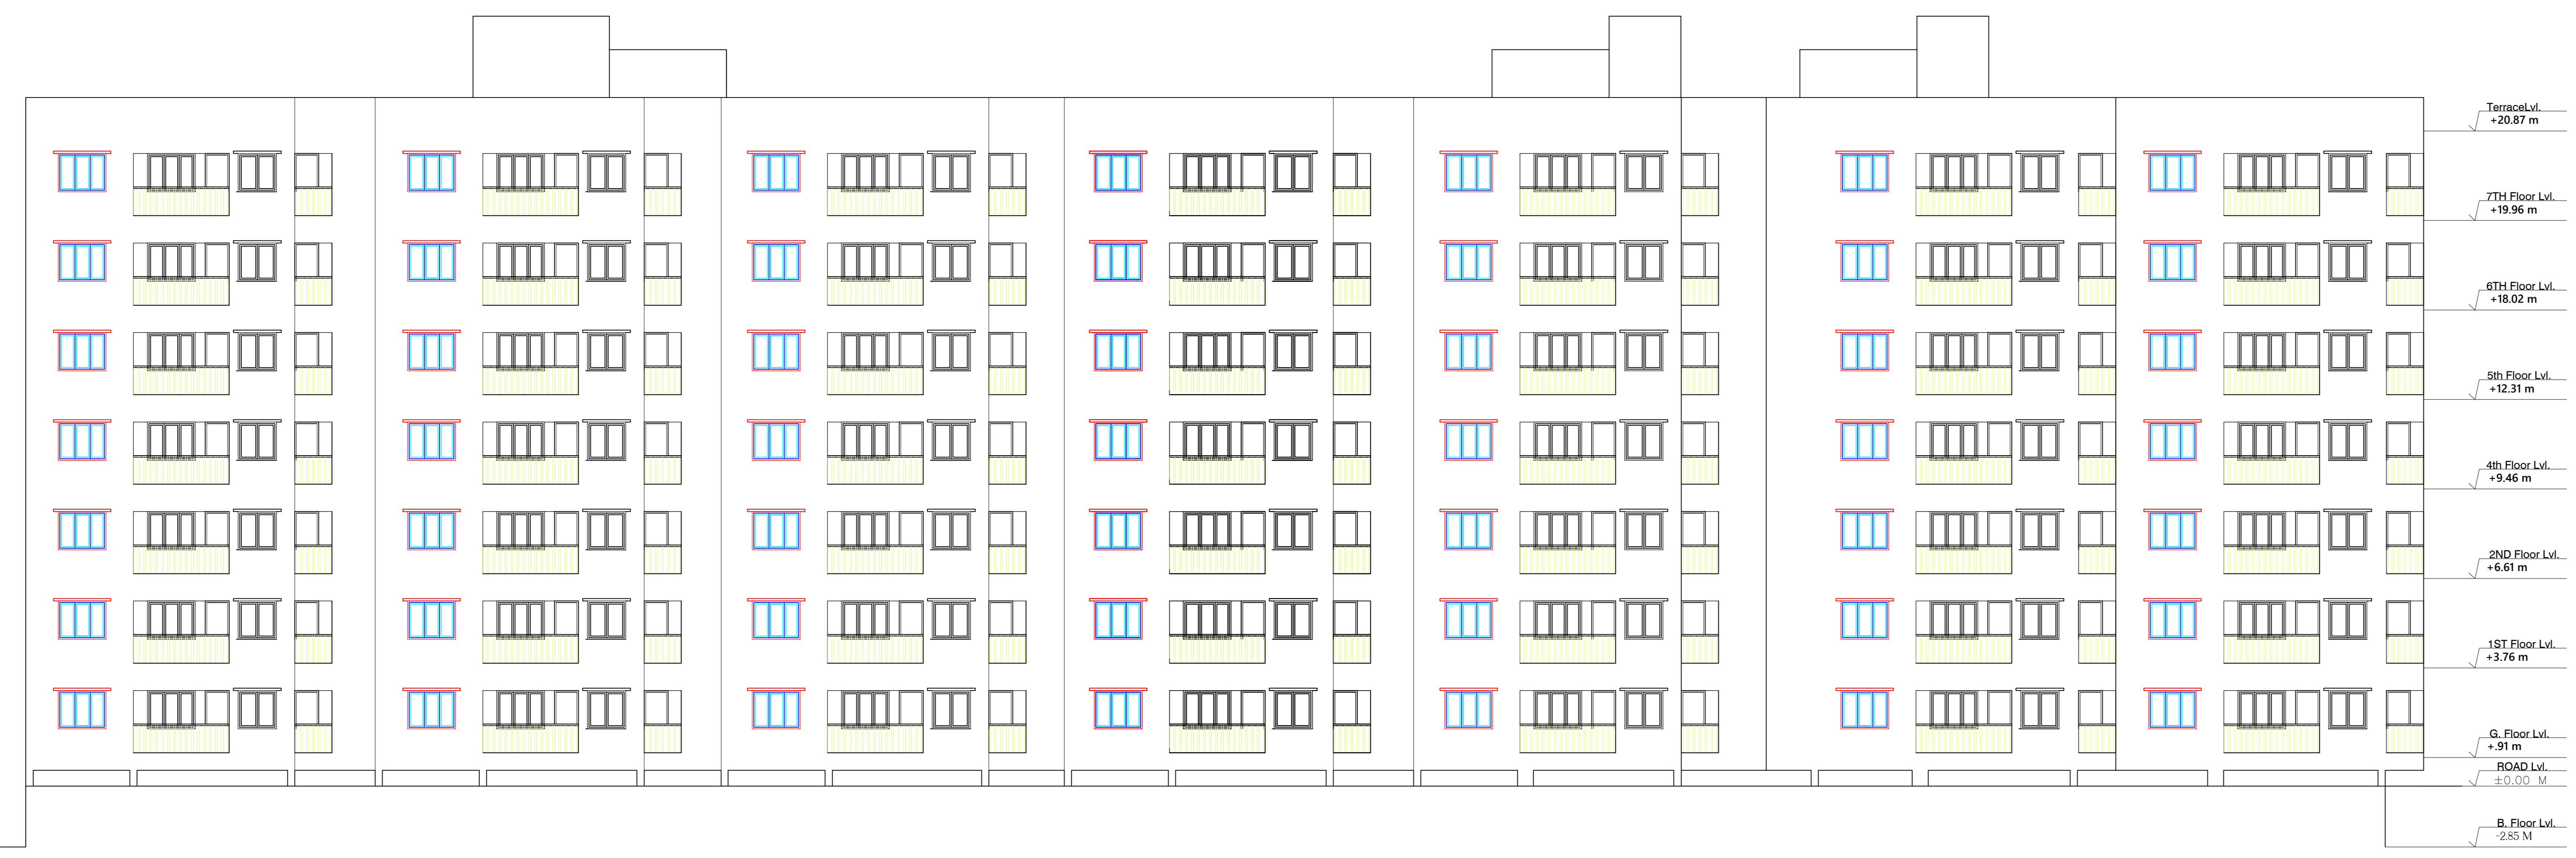 TerraceLvl.
+20.87 m
7TH Floor Lvl.
+19.96 m
6TH Floor Lvl.
+18.02 m
5th Floor Lvl.
+12.31 m
4th Floor Lvl.
+9.46 m
2ND Floor Lvl.
+6.61 m
1ST Floor Lvl.
+3.76 m
G. Floor Lvl.
+.91 m
ROAD Lvl.
±0.00 M
B. Floor Lvl.
-2.85 M